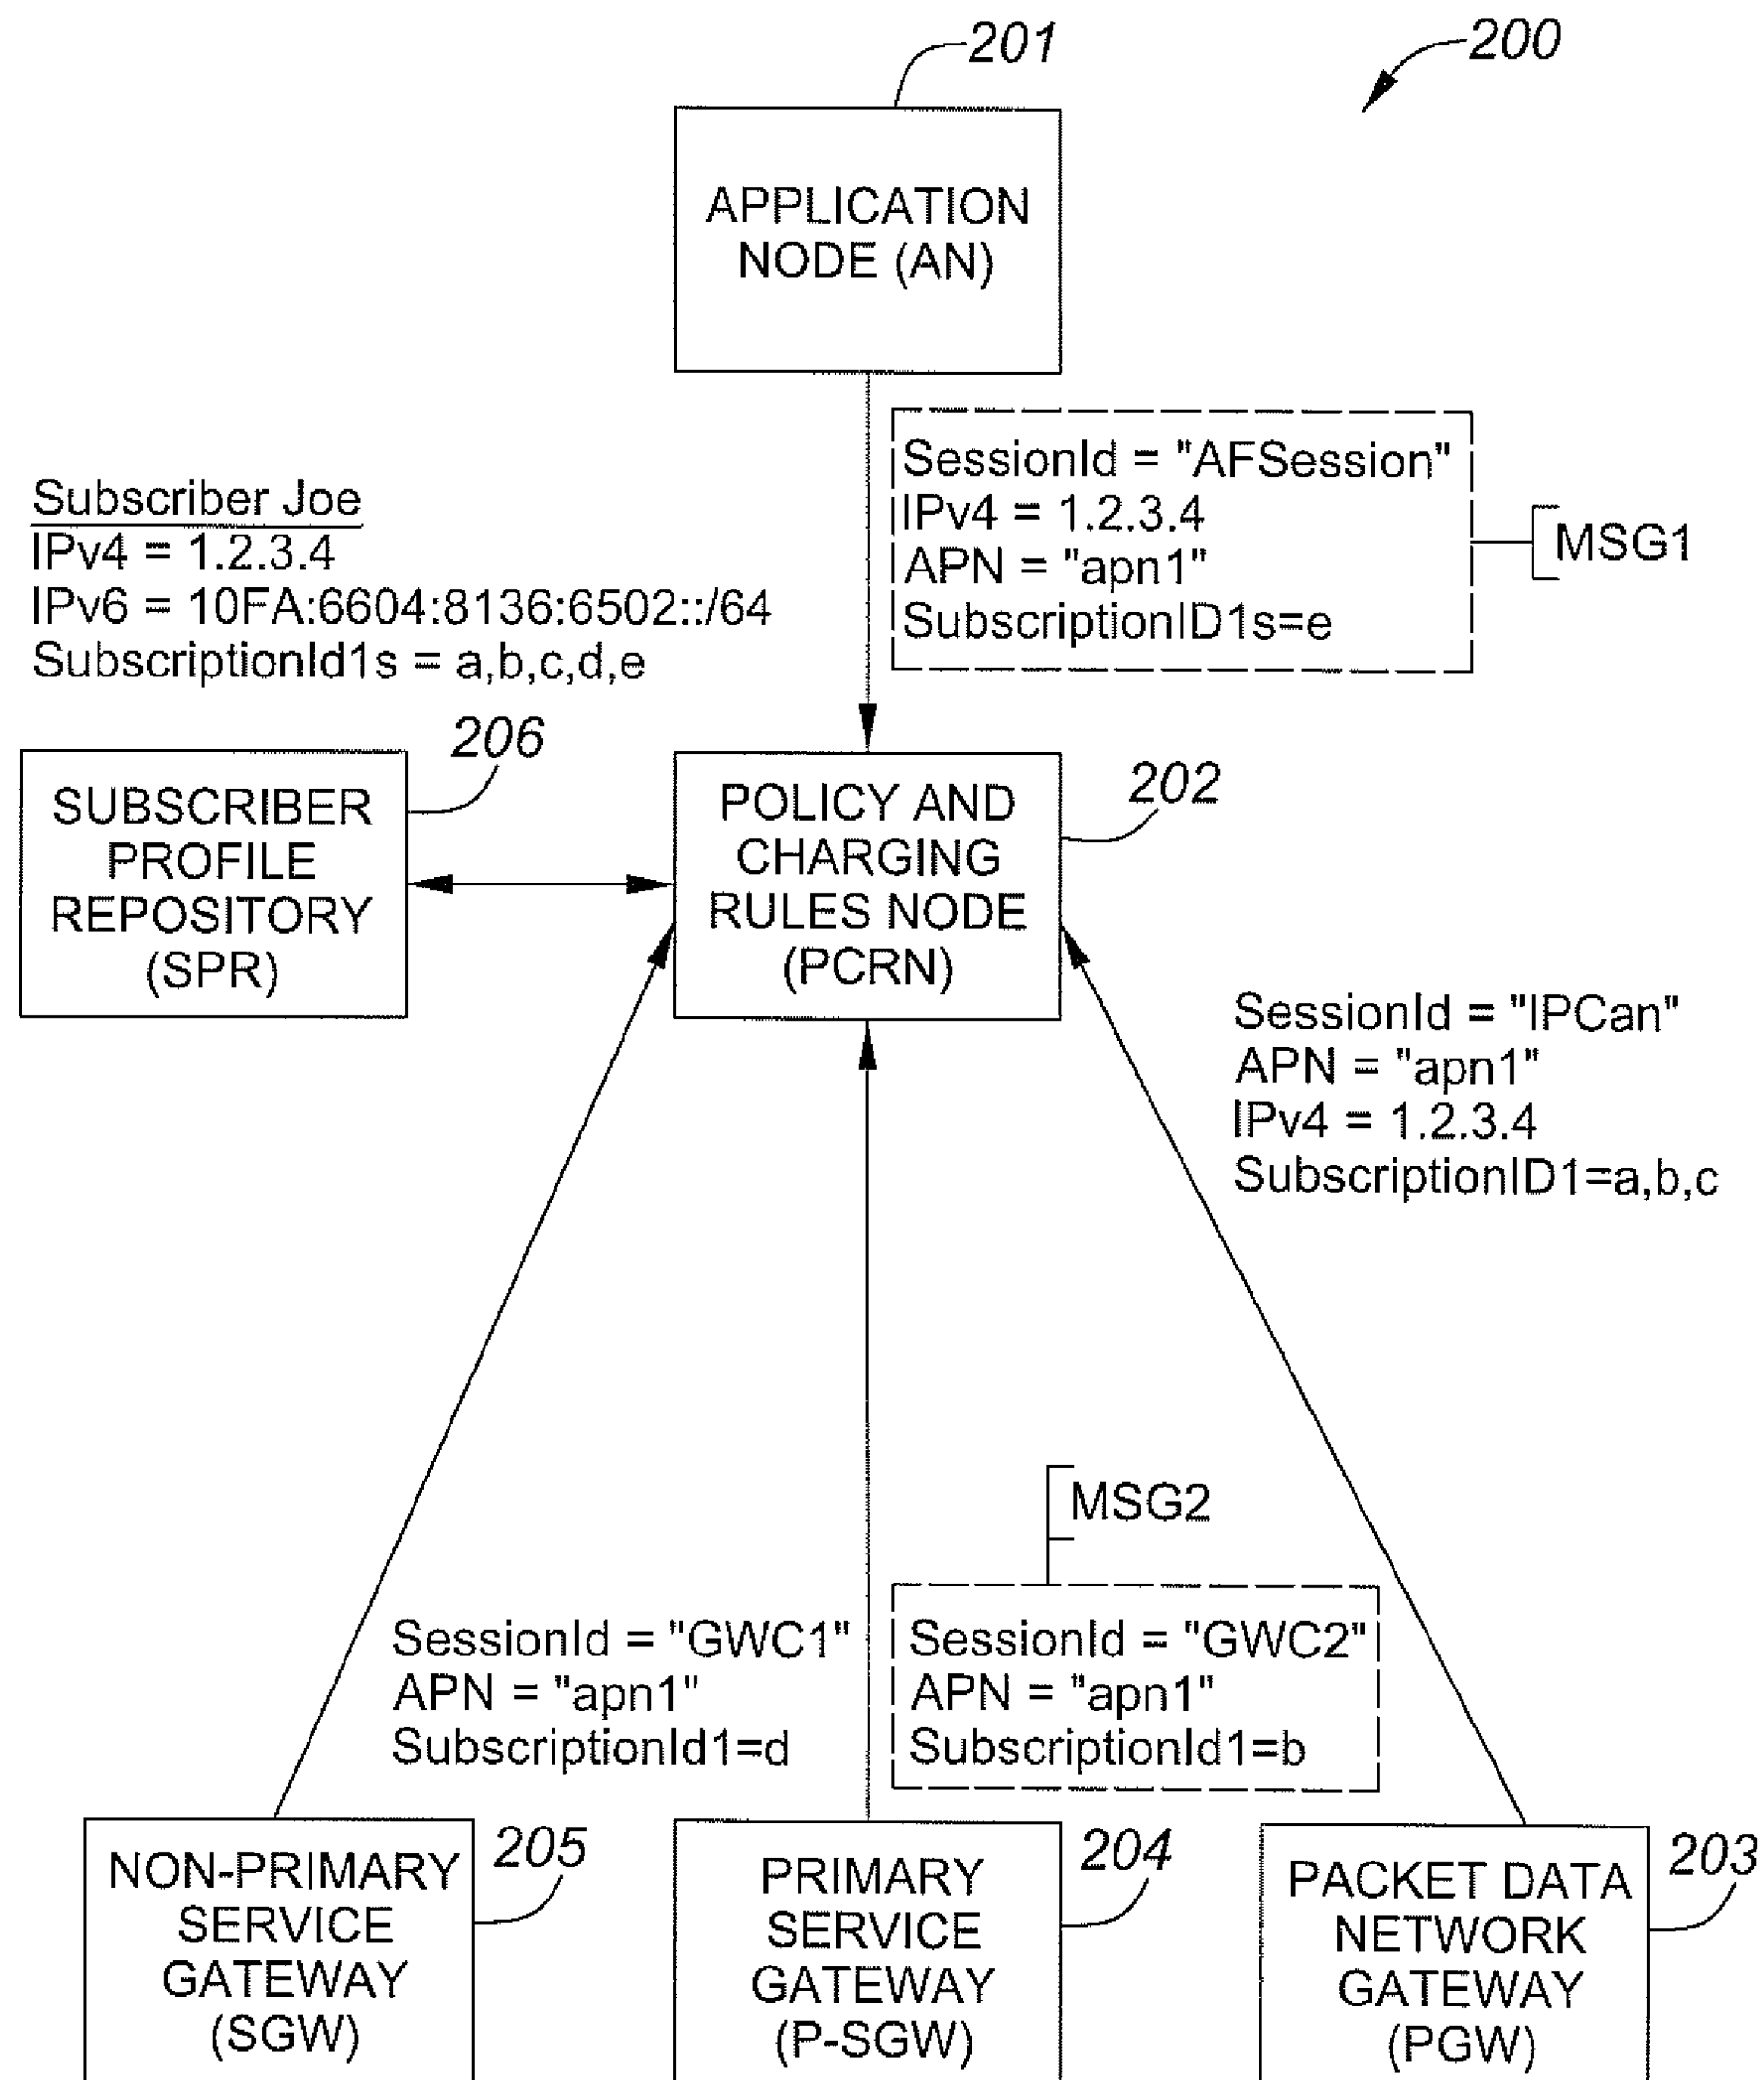 201
200
APPLICATION
NODE (AN)
SessionId = "AFSession"
IPv4 = 1.2.3.4
APN = "apn1"
SubscriptionID1s=e
MSG1
Subscriber Joe
IPv4 = 1.2.3.4
IPv6 = 10FA:6604:8136:6502::/64
SubscriptionId1s = a,b,c,d,e
206
SUBSCRIBER
PROFILE
REPOSITORY
(SPR)
202
POLICY AND
CHARGING
RULES NODE
(PCRN)
SessionId = "IPCan"
APN = "apn1"
IPv4 = 1.2.3.4
SubscriptionID1=a,b,c
MSG2
SessionId = "GWC1"
APN = "apn1"
SubscriptionId1=d
SessionId = "GWC2"
APN = "apn1"
SubscriptionId1=b
205
NON-PRIMARY
SERVICE
GATEWAY
(SGW)
204
PRIMARY
SERVICE
GATEWAY
(P-SGW)
203
PACKET DATA
NETWORK
GATEWAY
(PGW)